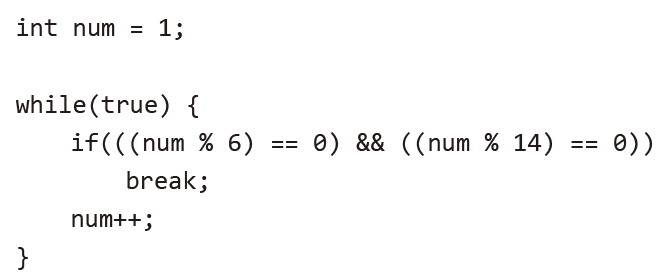 int num = 1;

while(true) {
    if(((num % 6) == 0) && ((num % 14) == 0))
        break;
    num++;
}